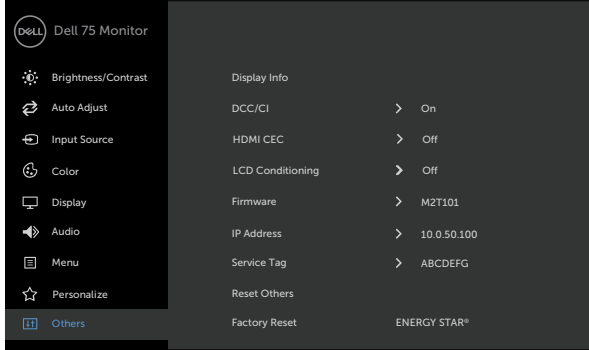 DELL Dell 75 Monitor
Brightness/Contrast Display Info
Auto Adjust DCC/CI > On
Input Source HDMI CEC > Off
Color LCD Conditioning > Off
Display Firmware > M2T101
Audio IP Address > 10.0.50.100
Menu Service Tag > ABCDEFG
Personalize Reset Others
Others Factory Reset ENERGY STAR®